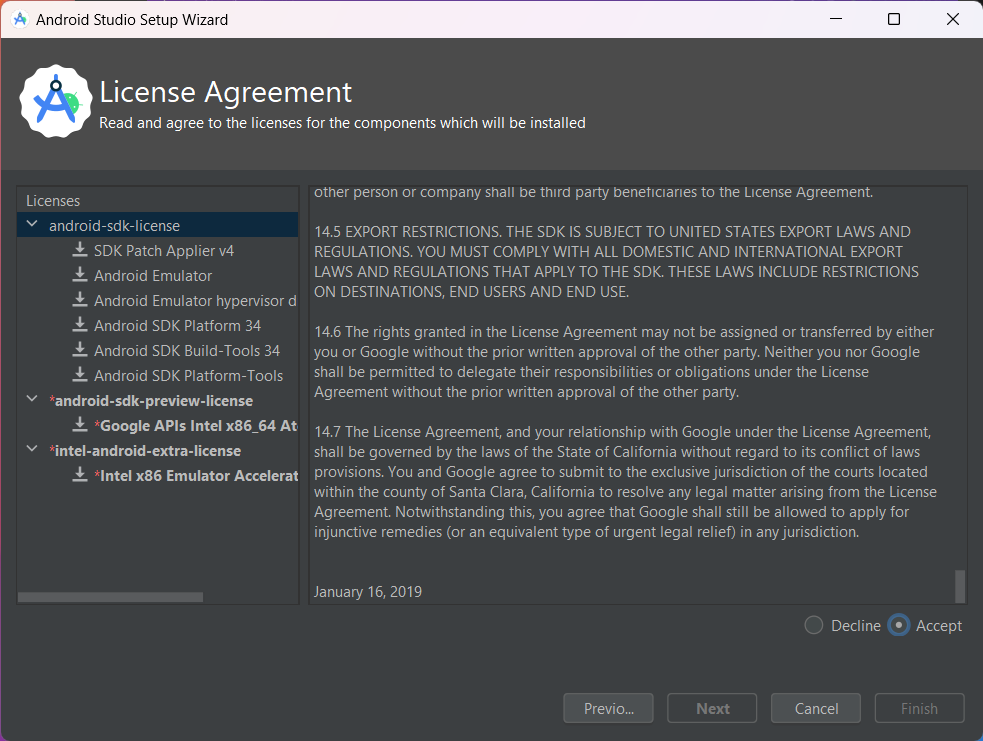 Android Studio Setup Wizard
License Agreement
Read and agree to the licenses for the components which will be installed
Licenses
android-sdk-license
SDK Patch Applier v4
Android Emulator
Android Emulator hypervisor d
Android SDK Platform 34
Android SDK Build-Tools 34
Android SDK Platform-Tools
*android-sdk-preview-license
*Google APIs Intel x86_64 Ato
*intel-android-extra-license
*Intel x86 Emulator Accelerat
other person or company shall be third party beneficiaries to the License Agreement.
14.5 EXPORT RESTRICTIONS. THE SDK IS SUBJECT TO UNITED STATES EXPORT LAWS AND
REGULATIONS. YOU MUST COMPLY WITH ALL DOMESTIC AND INTERNATIONAL EXPORT
LAWS AND REGULATIONS THAT APPLY TO THE SDK. THESE LAWS INCLUDE RESTRICTIONS
ON DESTINATIONS, END USERS AND END USE.
14.6 The rights granted in the License Agreement may not be assigned or transferred by either
you or Google without the prior written approval of the other party. Neither you nor Google
shall be permitted to delegate their responsibilities or obligations under the License
Agreement without the prior written approval of the other party.
14.7 The License Agreement, and your relationship with Google under the License Agreement,
shall be governed by the laws of the State of California without regard to its conflict of laws
provisions. You and Google agree to submit to the exclusive jurisdiction of the courts located
within the county of Santa Clara, California to resolve any legal matter arising from the License
Agreement. Notwithstanding this, you agree that Google shall still be allowed to apply for
injunctive remedies (or an equivalent type of urgent legal relief) in any jurisdiction.
January 16, 2019
Decline Accept
Previo... Next Cancel Finish